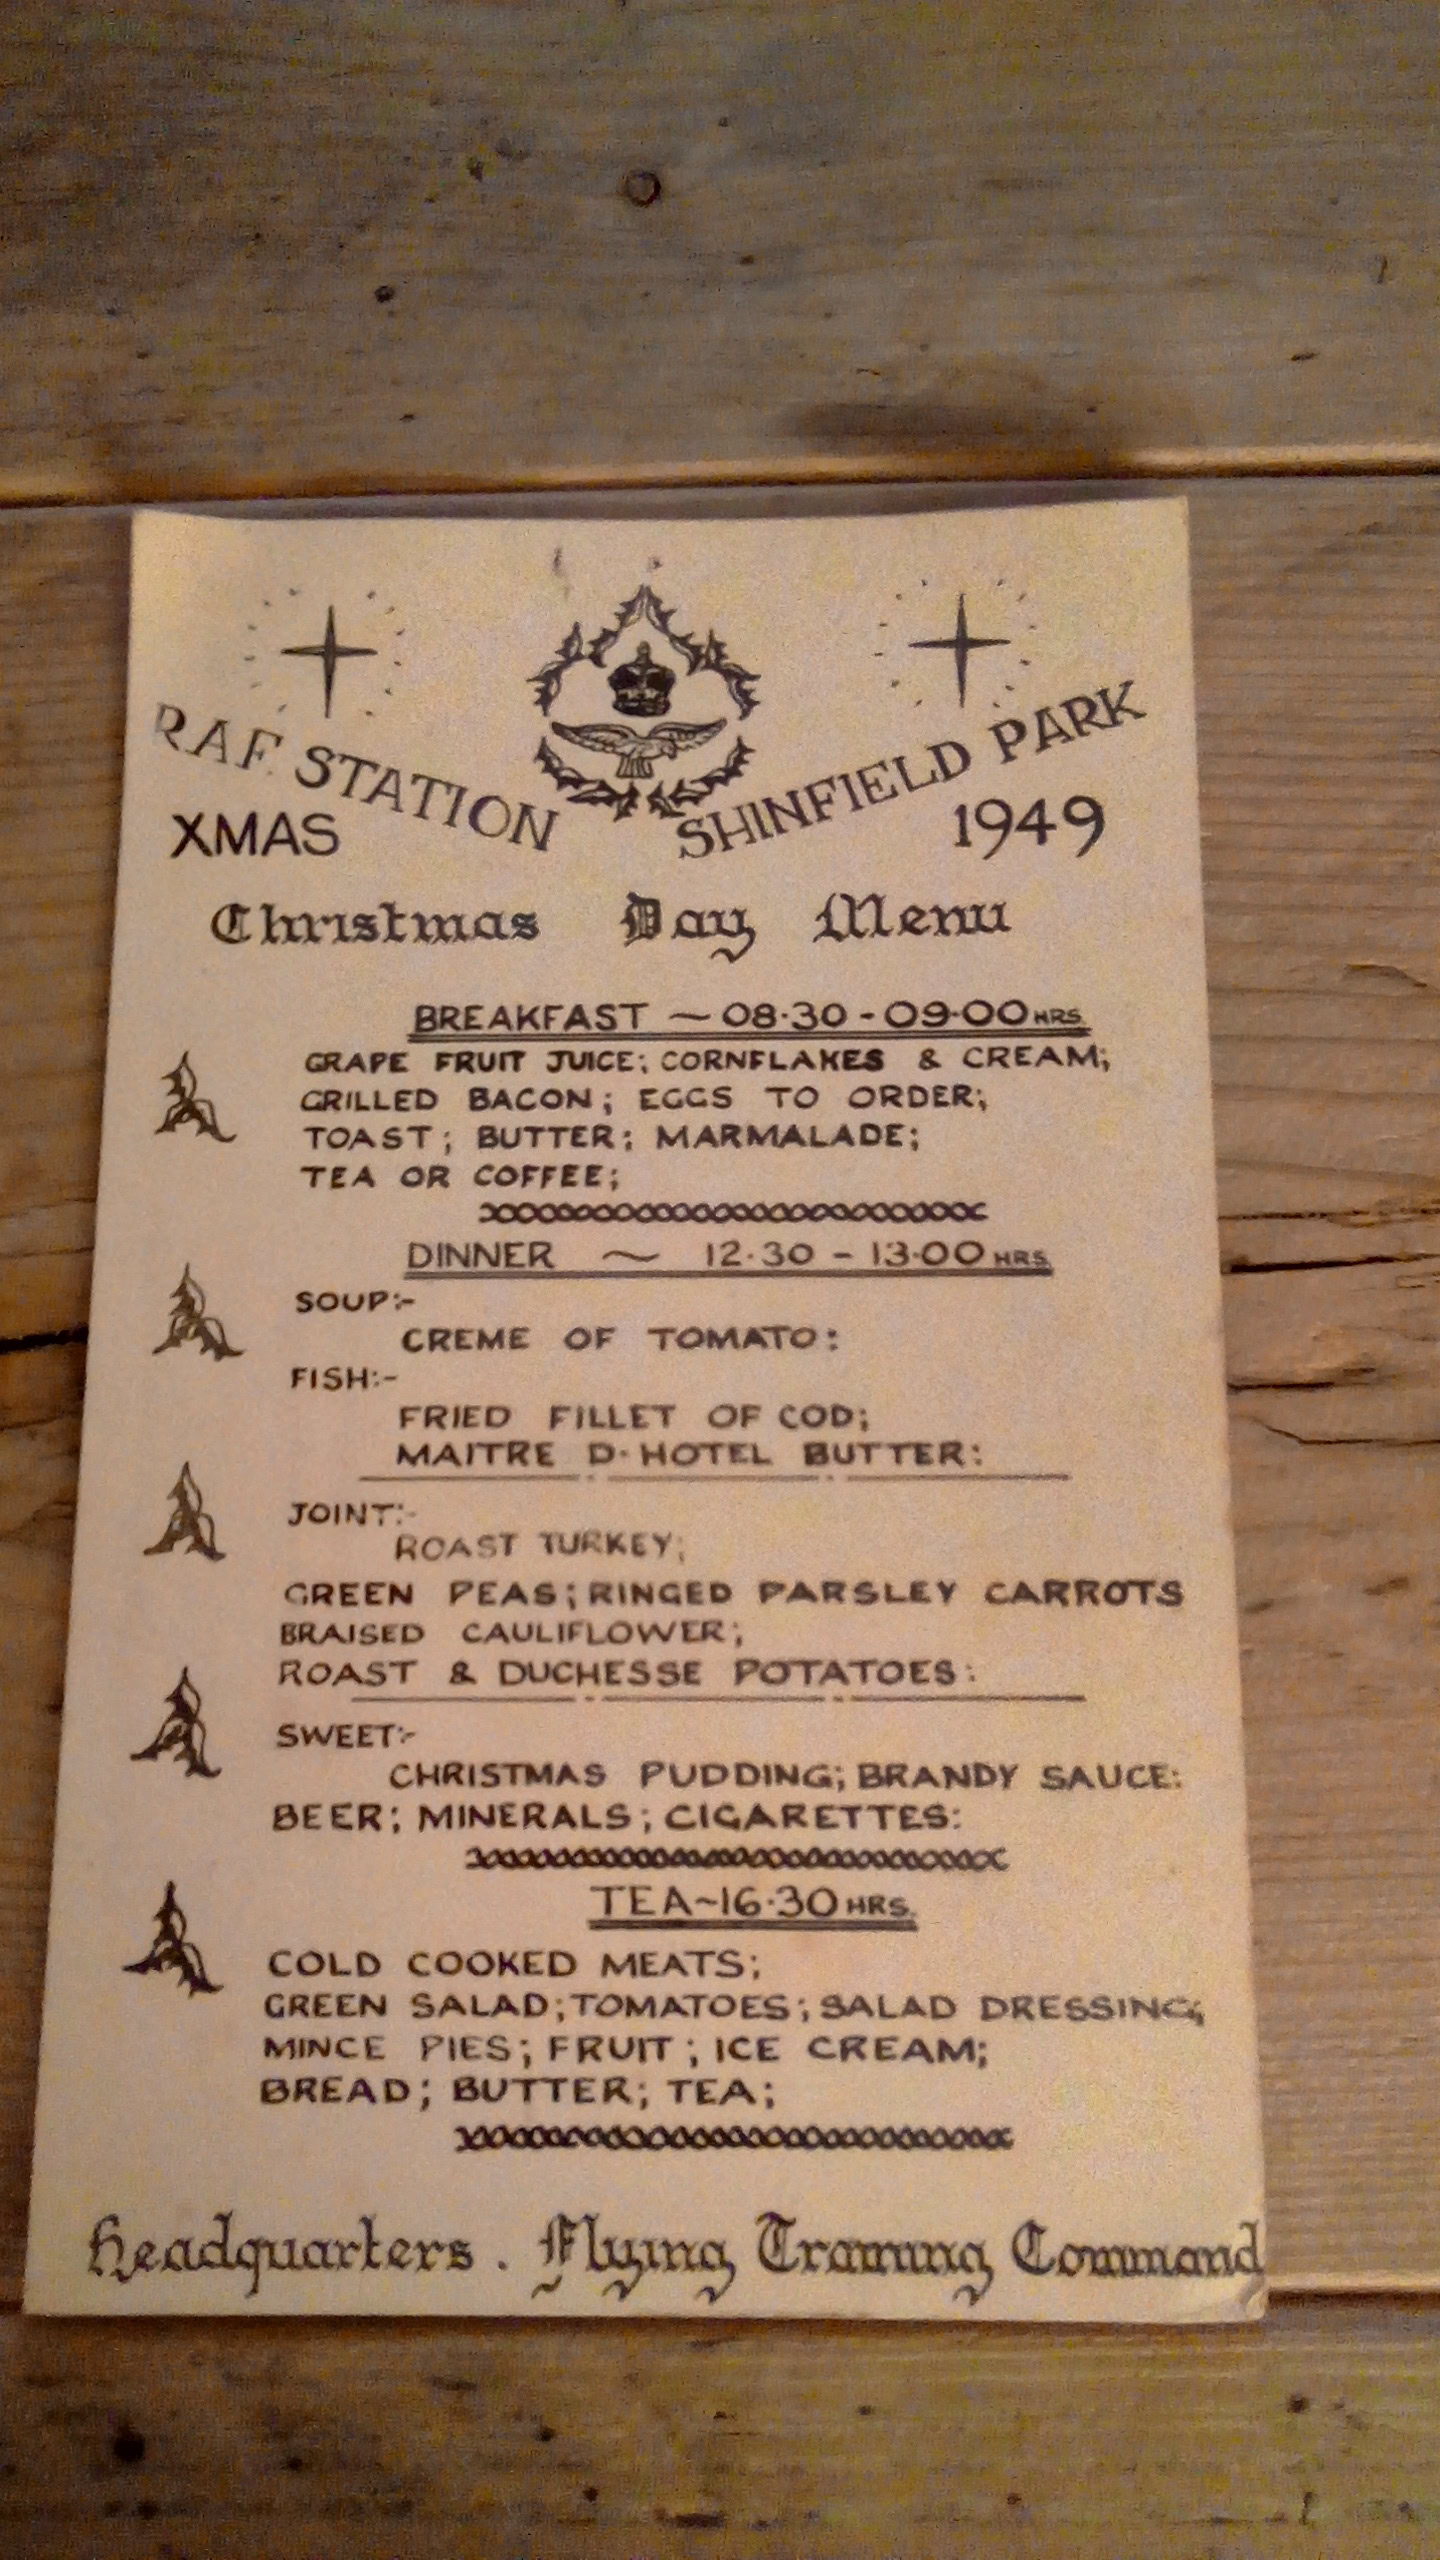 RAF STATION SHINFIELD PARK
XMAS 1949
Christmas Day Menu
BREAKFAST ~ 08·30 - 09·00 HRS.
GRAPE FRUIT JUICE; CORNFLAKES & CREAM;
GRILLED BACON; EGGS TO ORDER;
TOAST; BUTTER; MARMALADE;
TEA OR COFFEE;
DINNER ~ 12·30 - 13·00 HRS.
SOUP:-
CREME OF TOMATO:
FISH:-
FRIED FILLET OF COD;
MAITRE D·HOTEL BUTTER:
JOINT:-
ROAST TURKEY;
GREEN PEAS; RINGED PARSLEY CARROTS
BRAISED CAULIFLOWER;
ROAST & DUCHESSE POTATOES:
SWEET:-
CHRISTMAS PUDDING; BRANDY SAUCE:
BEER; MINERALS; CIGARETTES:
TEA~16·30 HRS.
COLD COOKED MEATS;
GREEN SALAD; TOMATOES; SALAD DRESSING;
MINCE PIES; FRUIT; ICE CREAM;
BREAD; BUTTER; TEA;
Headquarters . Flying Training Command